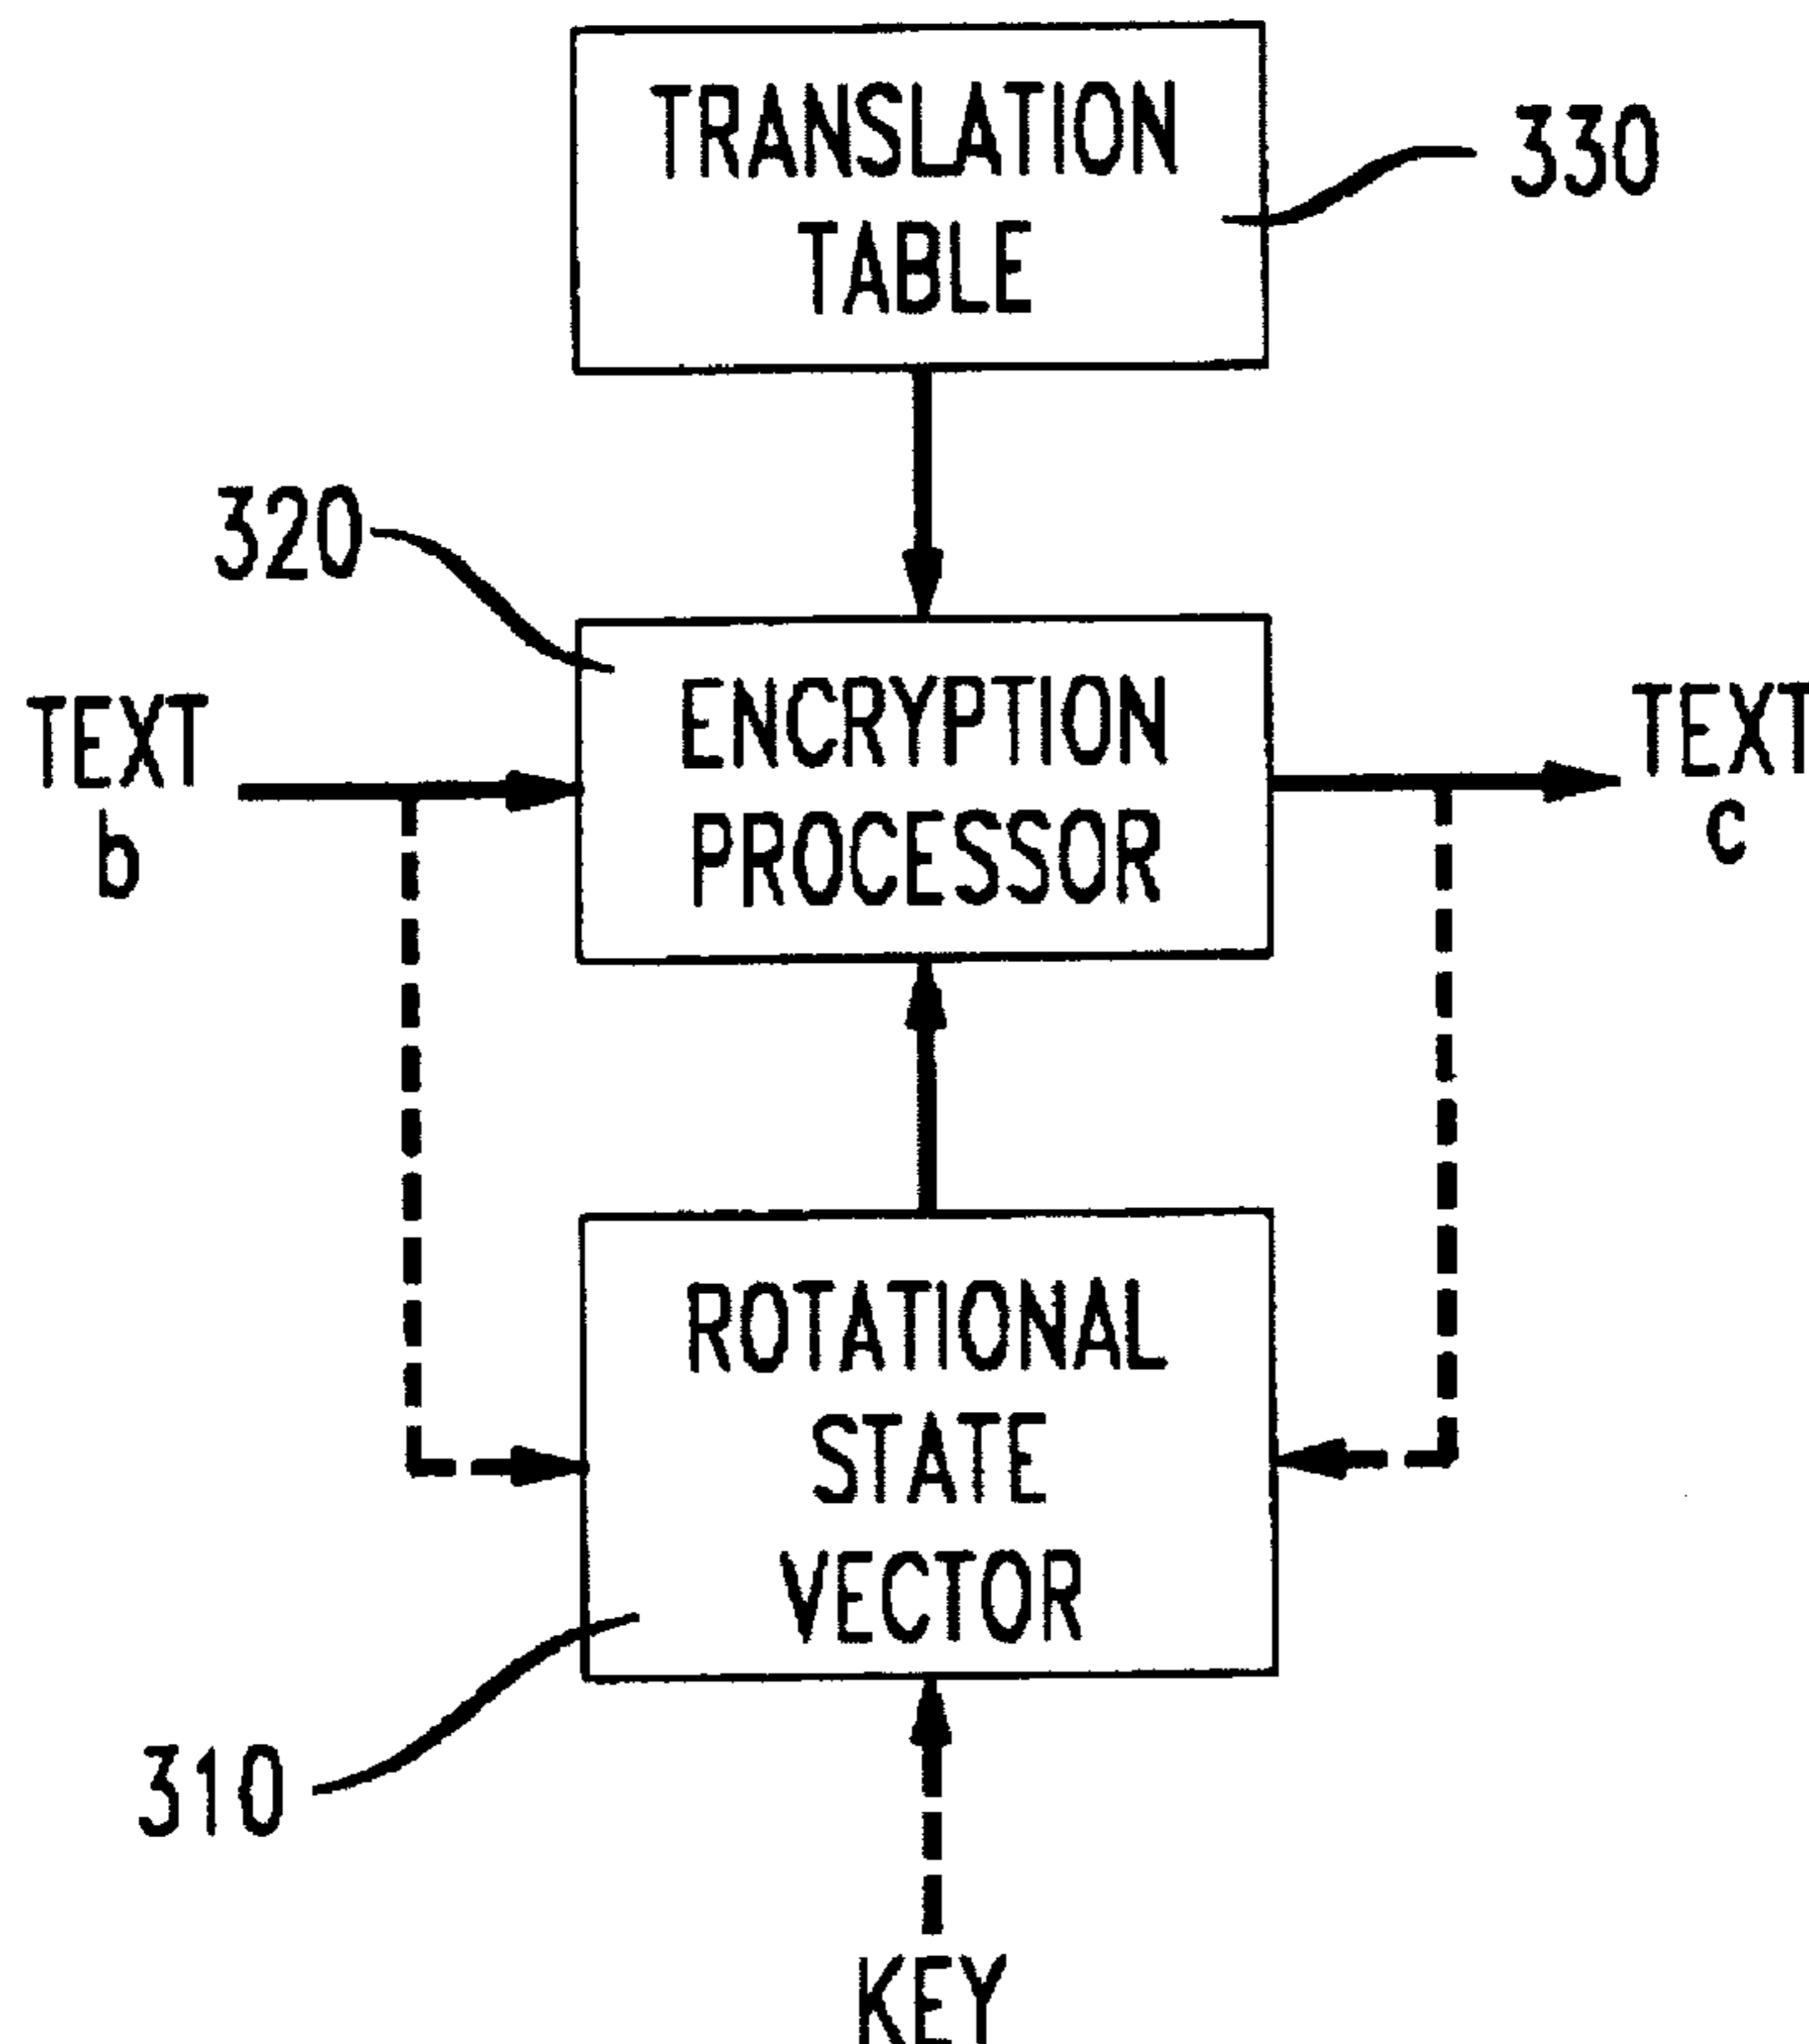 TRANSLATION
TABLE
330
320
ENCRYPTION
PROCESSOR
TEXT
b
TEXT
c
ROTATIONAL
STATE
VECTOR
310
KEY